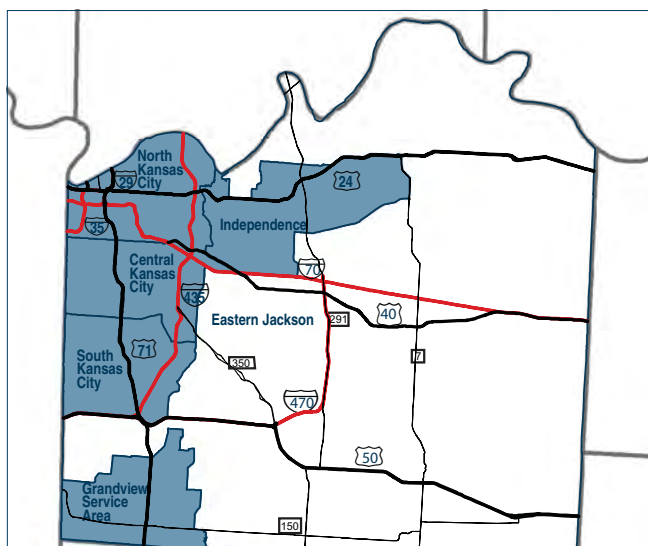 North
Kansas
City
29
24
35
Independence
Central
Kansas
City
70
435
Eastern Jackson
291
40
71
South
Kansas
City
350
7
470
50
Grandview
Service
Area
150